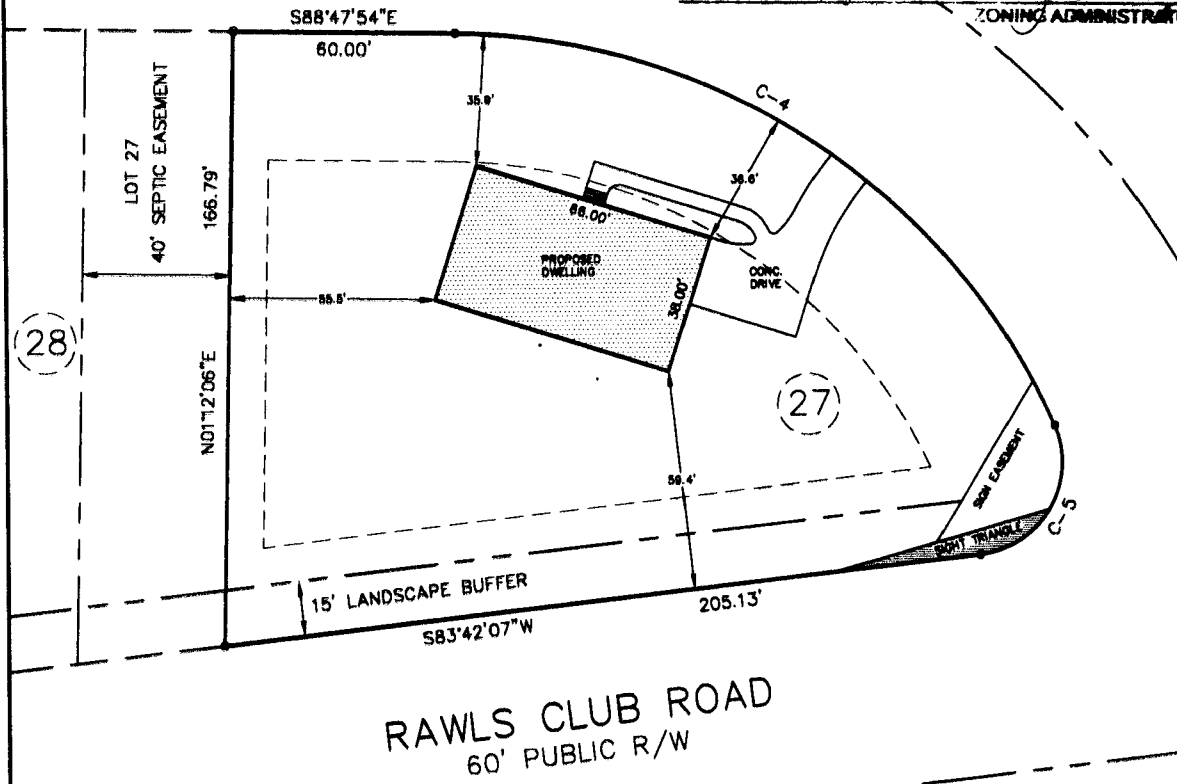 S88°47'54"E
60.00'
ZONING ADMINISTRAT
C-4
35.9'
LOT 27
40' SEPTIC EASEMENT
166.79'
36.6'
66.00'
PROPOSED
DWELLING
CONC.
DRIVE
38.00'
55.5'
28
N01°12'06"E
27
59.4'
SIGN EASEMENT
C-5
SIGHT TRIANGLE
15' LANDSCAPE BUFFER
205.13'
S83°42'07"W
RAWLS CLUB ROAD
60' PUBLIC R/W